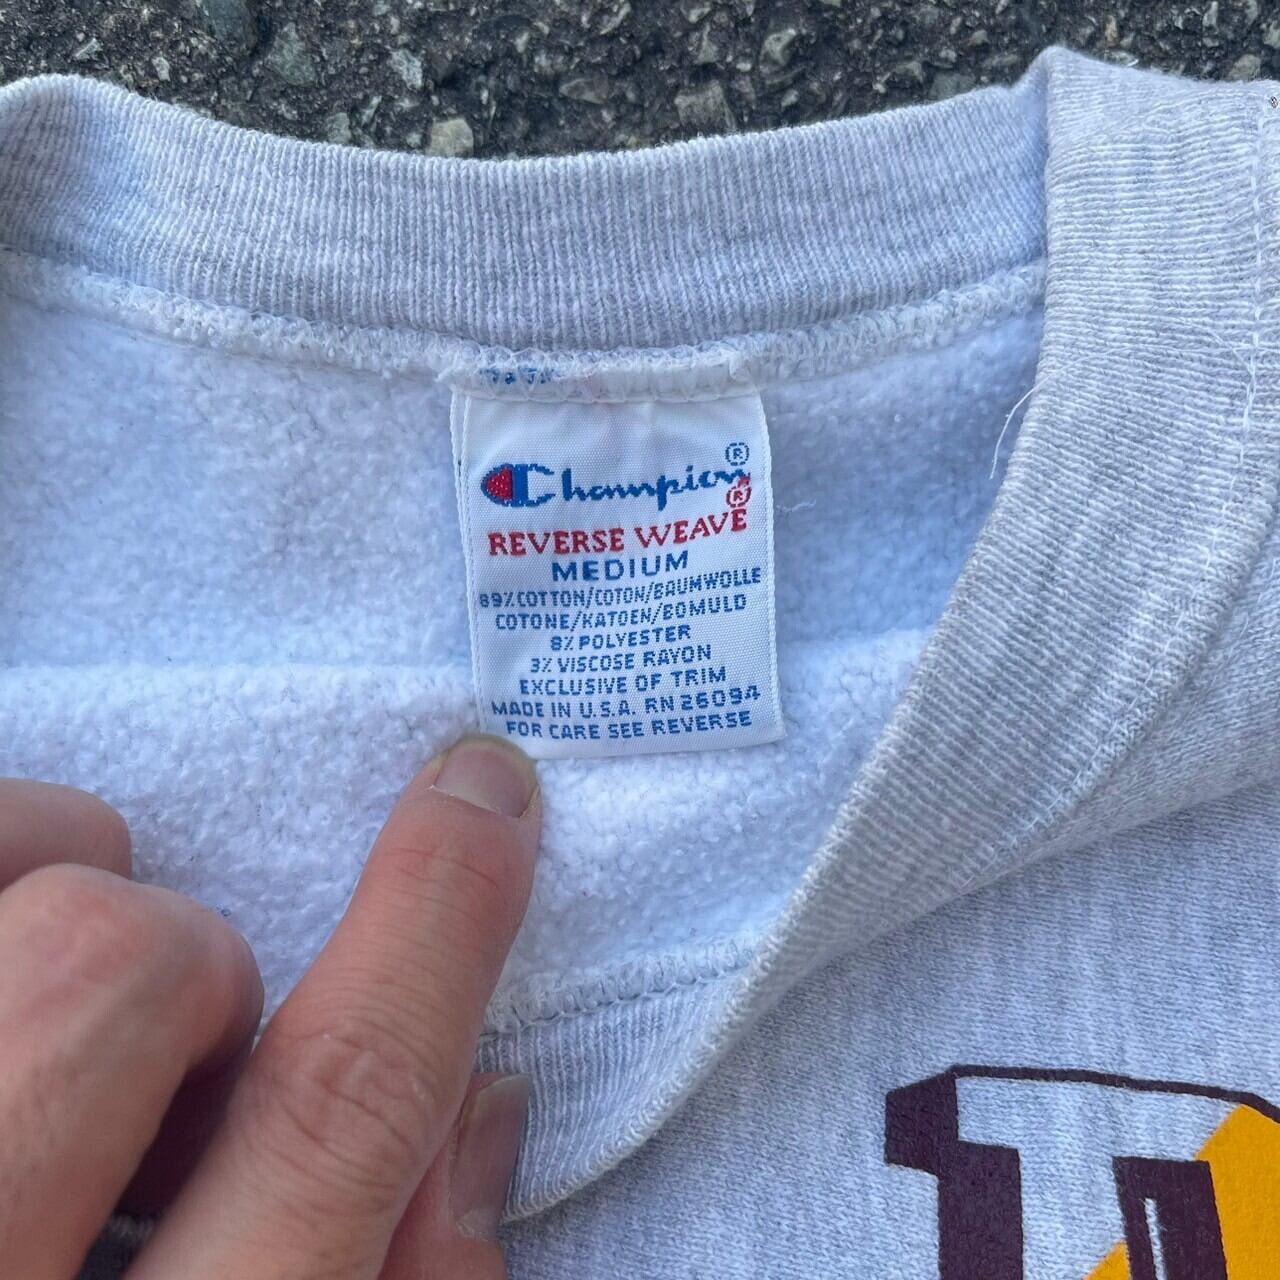 Champion®
REVERSE WEAVE®
MEDIUM
89% COTTON/COTON/BAUMWOLLE
COTONE/KATOEN/BOMULD
8% POLYESTER
3% VISCOSE RAYON
EXCLUSIVE OF TRIM
MADE IN U.S.A. RN 26094
FOR CARE SEE REVERSE